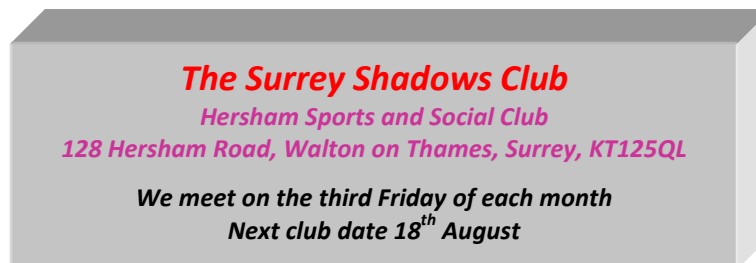 The Surrey Shadows Club
Hersham Sports and Social Club
128 Hersham Road, Walton on Thames, Surrey, KT125QL
We meet on the third Friday of each month
Next club date 18th August